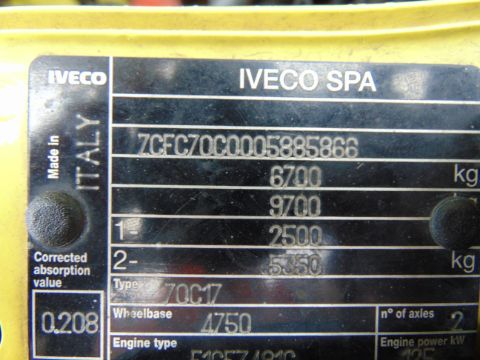 IVECO
IVECO SPA
Made in
ITALY
ZCFC70C0005885866
6700 kg
9700
1- 2500
2- 5350 kg
Corrected
absorption
value
0.208
Type
70C17
Wheelbase
4750
n° of axles
2
Engine type
Engine power kW